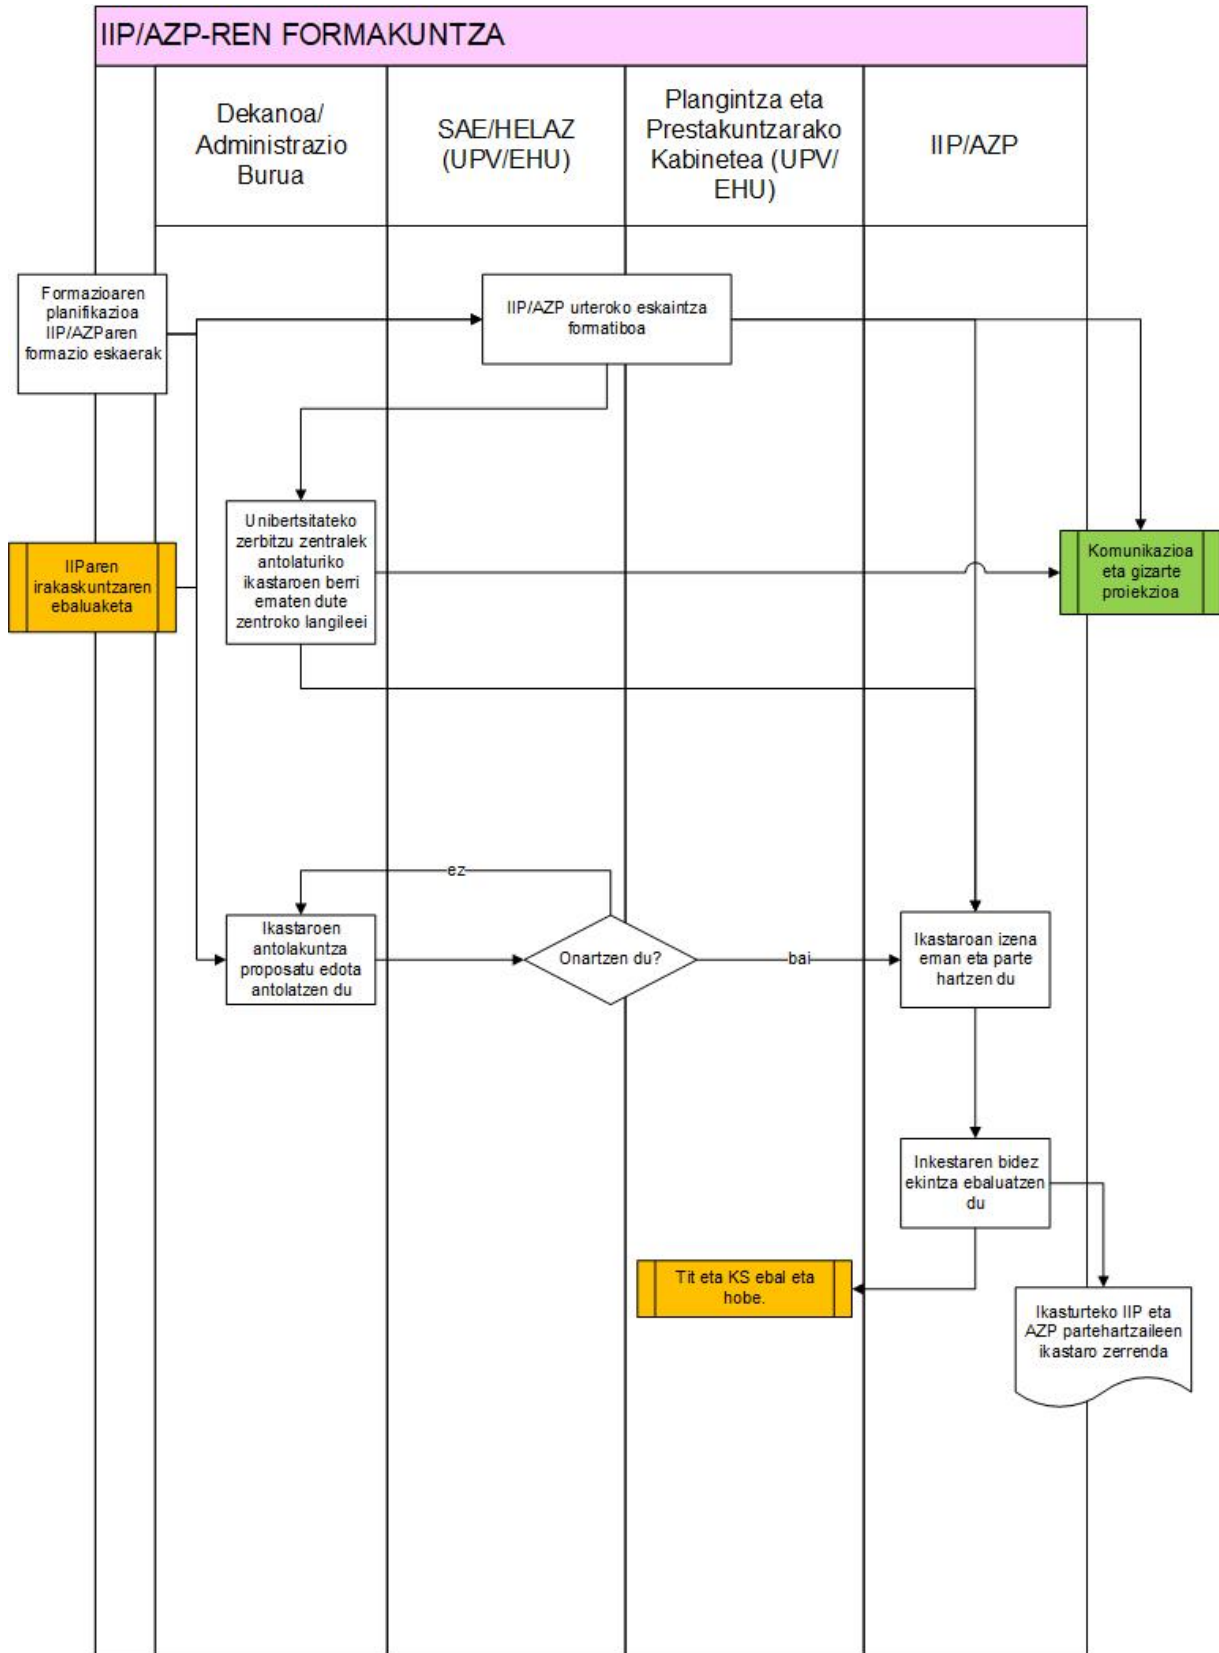 IIP/AZP-REN FORMAKUNTZA
Dekanoa/
Administrazio
Burua
SAE/HELAZ
(UPV/EHU)
Plangintza eta
Prestakuntzarako
Kabinetea (UPV/
EHU)
IIP/AZP
Formazioaren
planifikazioa
IIP/AZParen
formazio eskaerak
IIP/AZP urteroko eskaintza
formatiboa
Unibertsitateko
zerbitzu zentralek
antolaturiko
ikastaroen berri
ematen dute
zentroko langileei
IIParen
irakaskuntzaren
ebaluaketa
Komunikazioa
eta gizarte
proiekzioa
ez
Ikastaroen
antolakuntza
proposatu edota
antolatzen du
Onartzen du?
bai
Ikastaroan izena
eman eta parte
hartzen du
Inkestaren bidez
ekintza ebaluatzen
du
Tit eta KS ebal eta
hobe.
Ikasturteko IIP eta
AZP partehartzaileen
ikastaro zerrenda